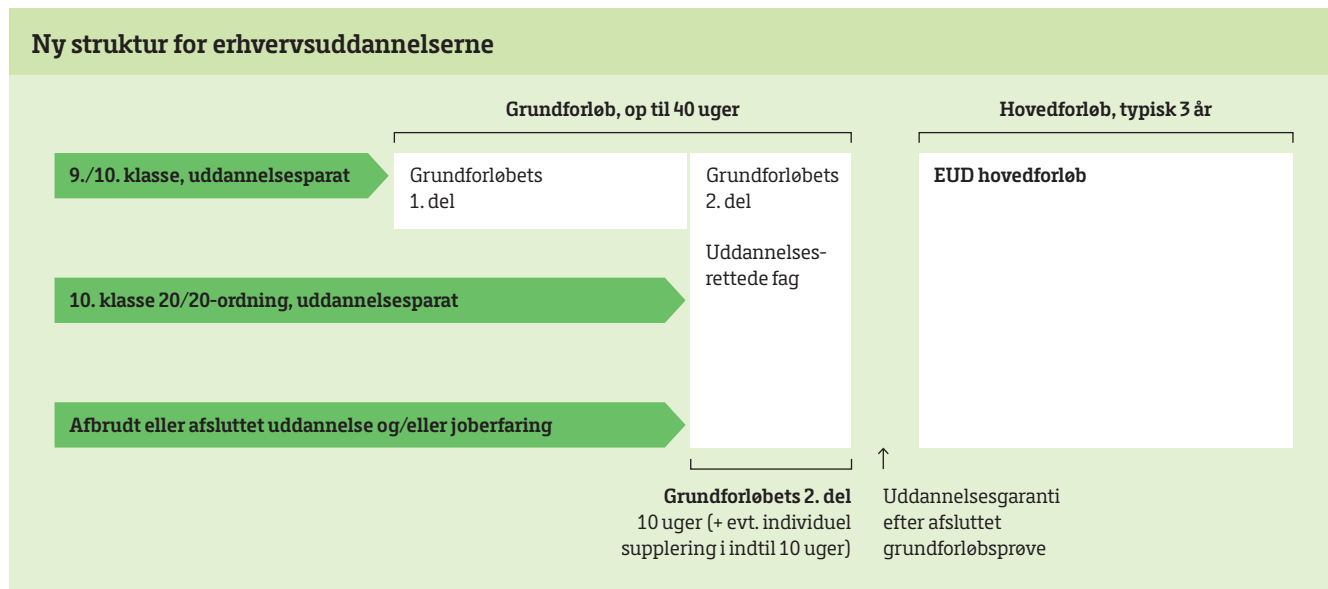 Ny struktur for erhvervsuddannelserne
Grundforløb, op til 40 uger
Hovedforløb, typisk 3 år
9./10. klasse, uddannelsesparat
Grundforløbets
1. del
Grundforløbets
2. del
Uddannelses-
rettede fag
EUD hovedforløb
10. klasse 20/20-ordning, uddannelsesparat
Afbrudt eller afsluttet uddannelse og/eller joberfaring
Grundforløbets 2. del
10 uger (+ evt. individuel
supplering i indtil 10 uger)
Uddannelsesgaranti
efter afsluttet
grundforløbsprøve